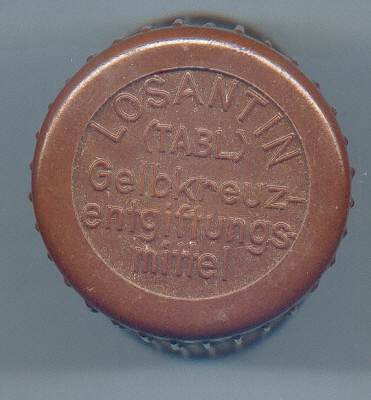 LOSANTIN
(TABL)
Gelbkreuz-
entgiftungs-
mittel